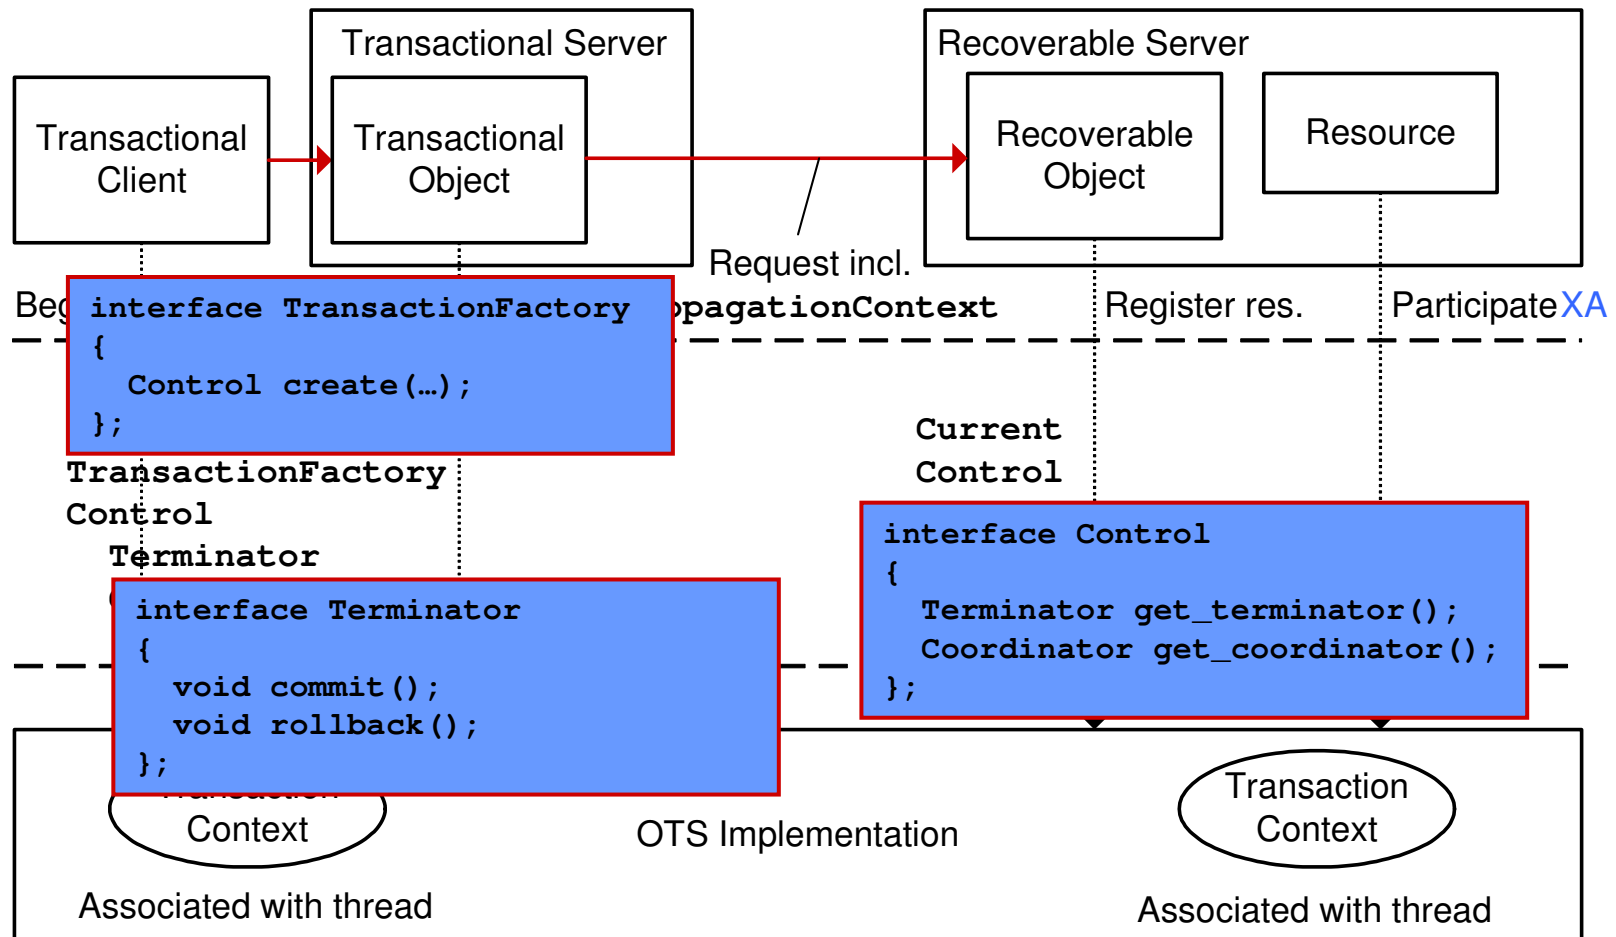 Transactional Server
Recoverable Server
Transactional
Client
Transactional
Object
Recoverable
Object
Resource
Request incl.
Register res.
Participate XA
interface TransactionFactory
{
Control create(…);
};
TransactionFactory
Control
Terminator
Current
Control
interface Control
{
Terminator get_terminator();
Coordinator get_coordinator();
};
interface Terminator
{
void commit();
void rollback();
};
Context
OTS Implementation
Transaction
Context
Associated with thread
Associated with thread